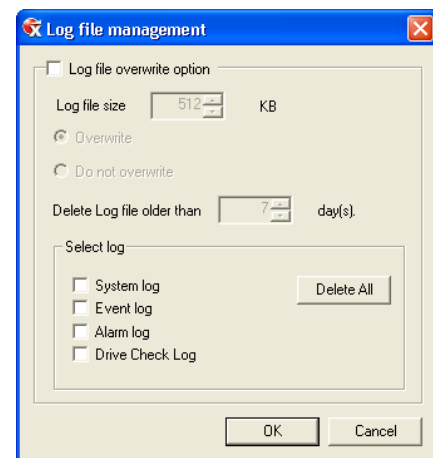 Log file management
Log file overwrite option
Log file size 512 KB
Overwrite
Do not overwrite
Delete Log file older than 7 day(s).
Select log
System log
Delete All
Event log
Alarm log
Drive Check Log
OK Cancel